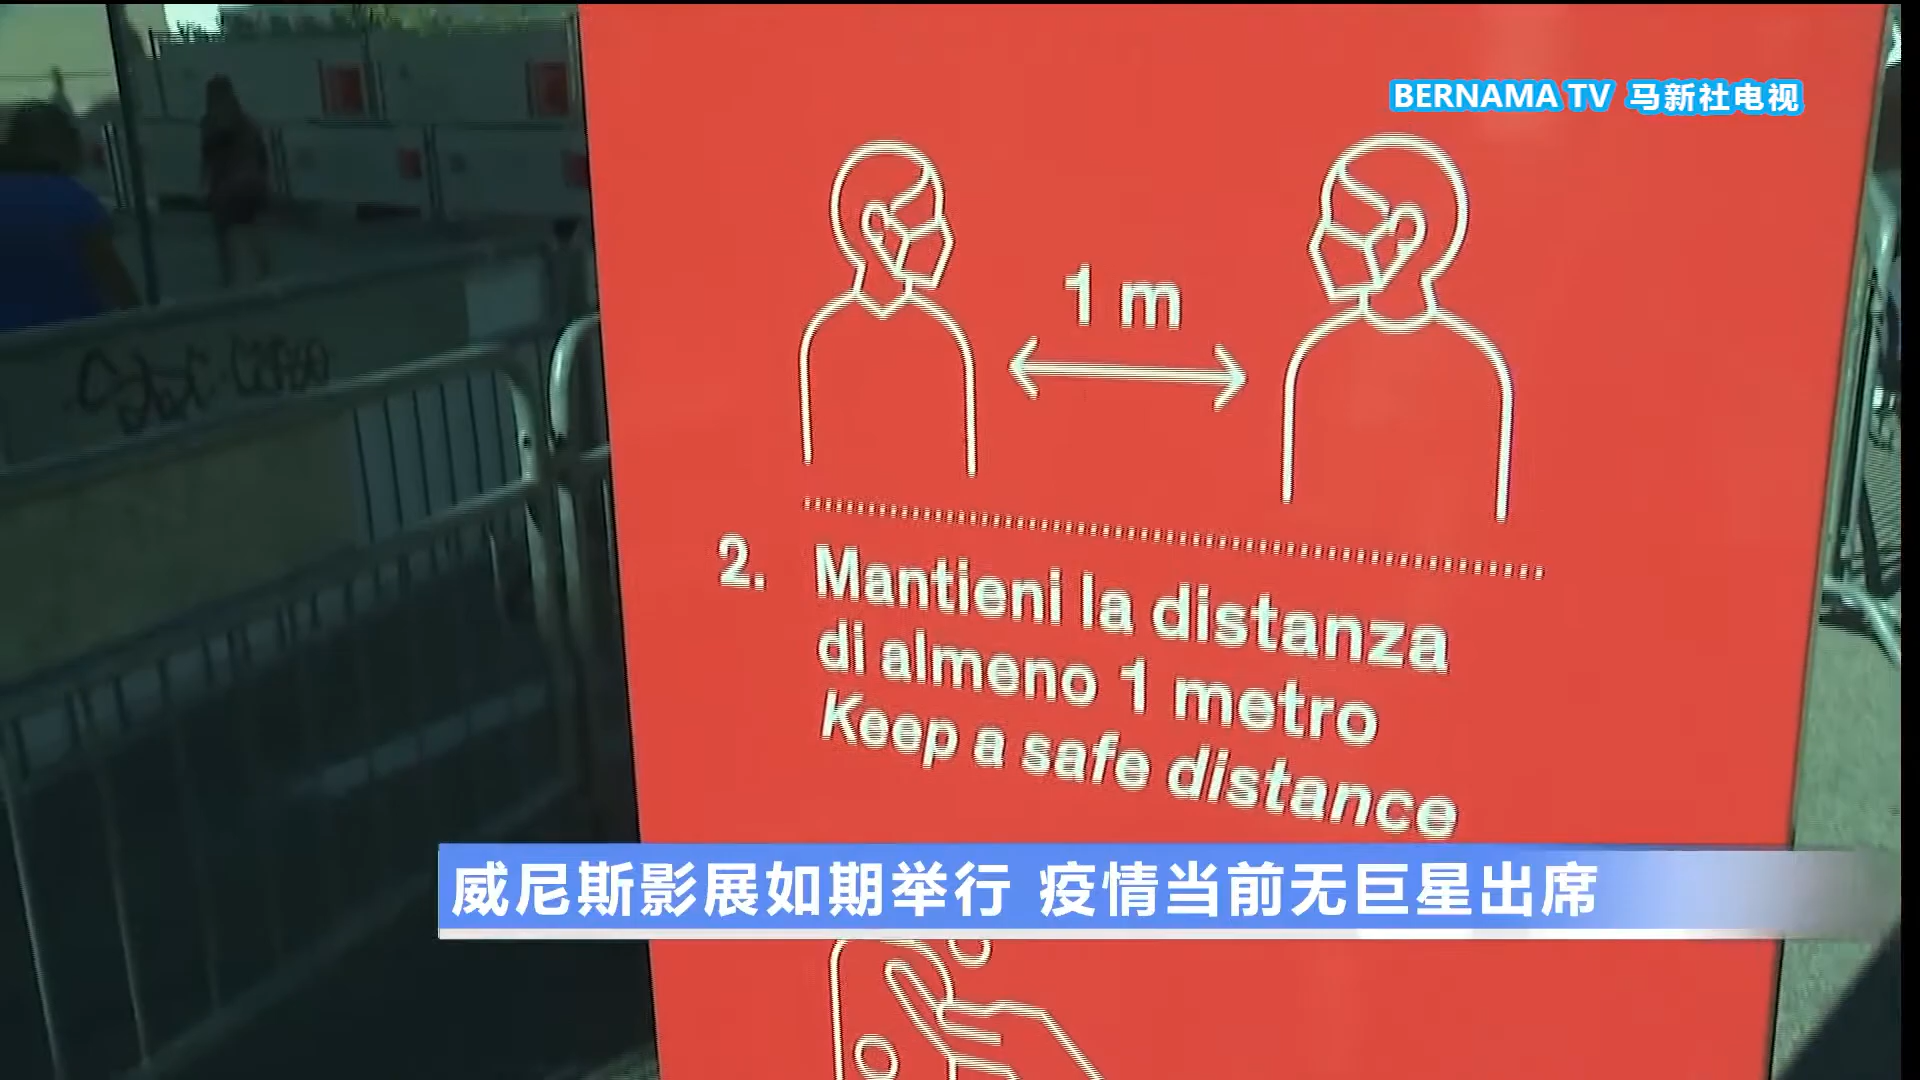 BERNAMA TV 马新社电视
1 m
2. Mantieni la distanza
di almeno 1 metro
Keep a safe distance
威尼斯影展如期举行 疫情当前无巨星出席